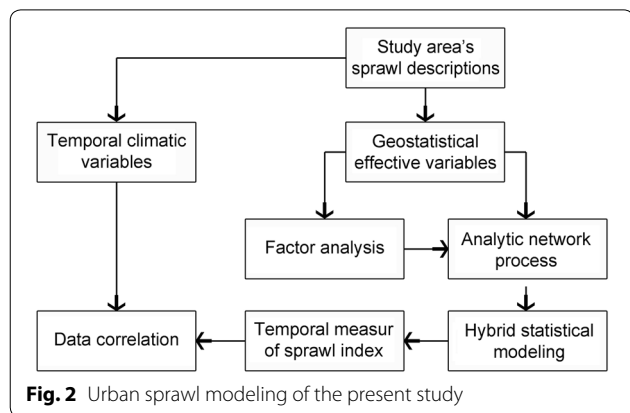 Study area's
sprawl descriptions
Temporal climatic
variables
Geostatistical
effective variables
Factor analysis
Analytic network
process
Data correlation
Temporal measur
of sprawl index
Hybrid statistical
modeling
Fig. 2 Urban sprawl modeling of the present study